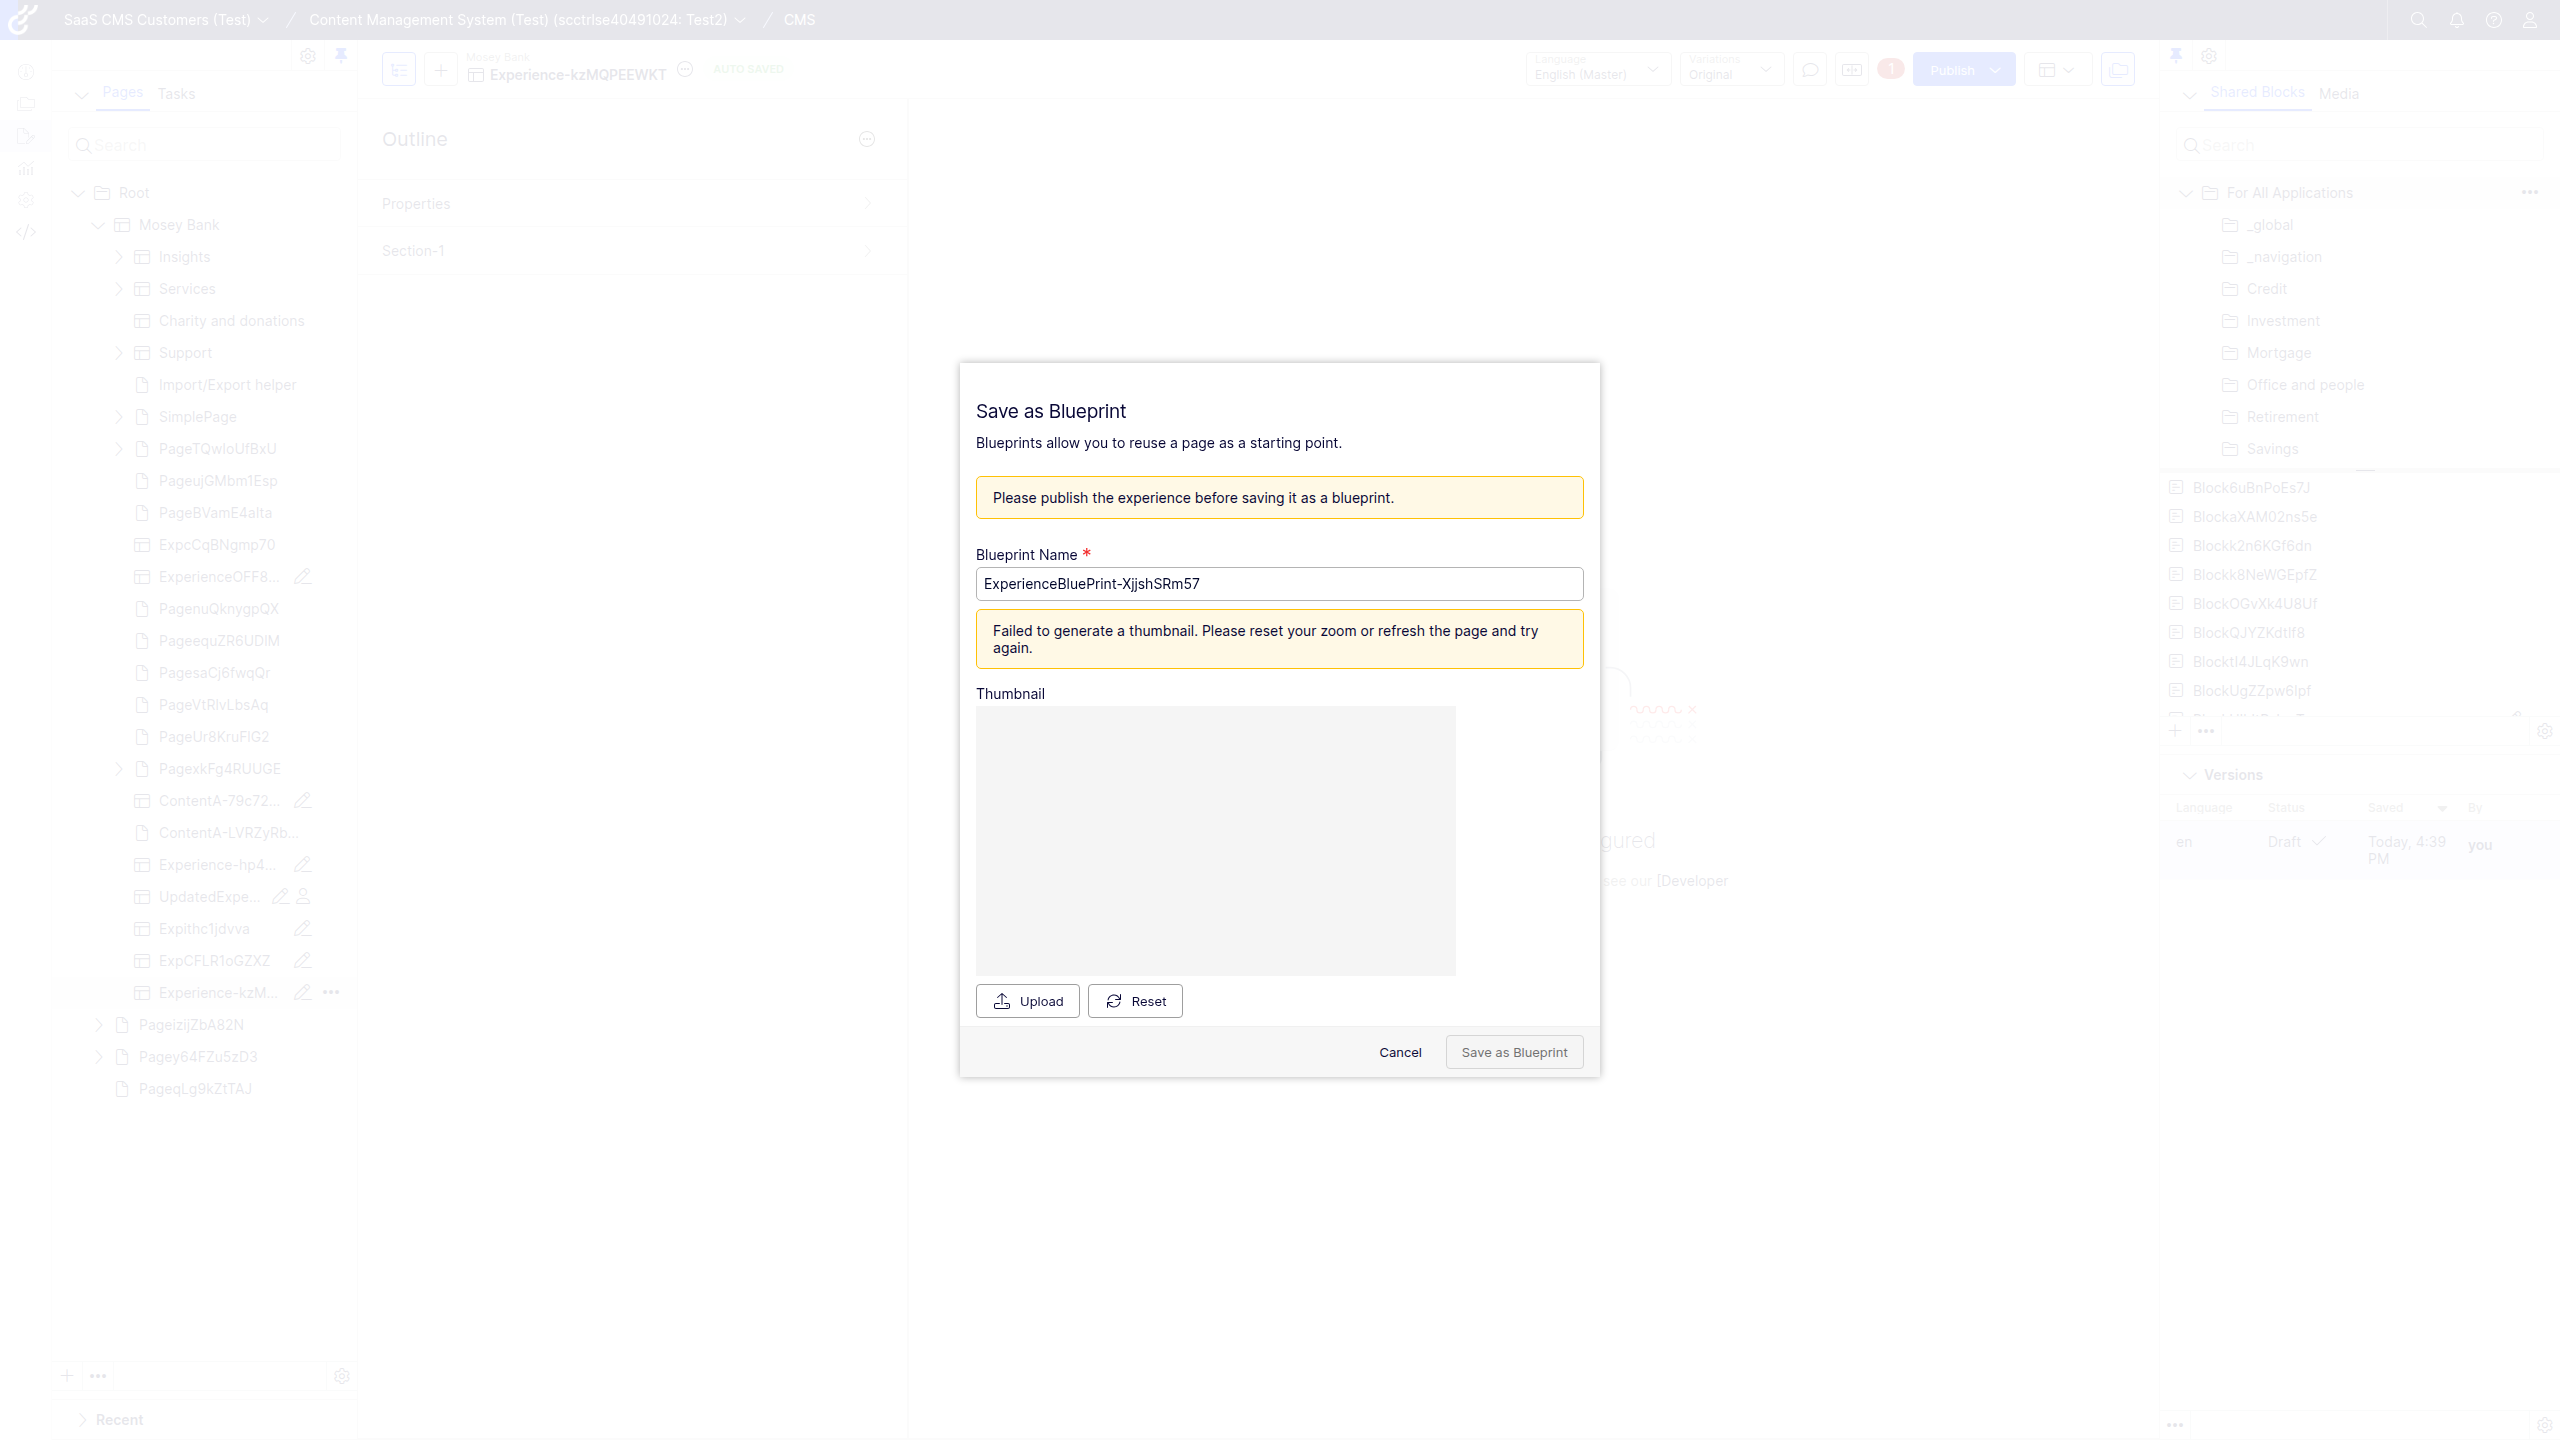 SaaS CMS Customers (Test) / Content Management System (Test) (scctrlse40491024: Test2) / CMS
Pages Tasks
Search
Root
Mosey Bank
Insights
Services
Charity and donations
Support
Import/Export helper
SimplePage
PageTQwIoUfBxU
PageujGMbm1Esp
PageBVamE4aIta
ExpcCqBNgmp70
ExperienceOFF8...
PagenuQknygpQX
PageequZR6UDIM
PagesaCj6fwqQr
PageVtRIvLbsAq
PageUr8KruFIG2
PagexkFg4RUUGE
ContentA-79c72...
ContentA-LVRZyRb...
Experience-hp4...
UpdatedExpe...
Expithc1jdvva
ExpCFLR1oGZXZ
Experience-kzM...
PageizijZbA82N
Pagey64FZu5zD3
PageqLg9kZtTAJ
Recent
Mosey Bank
Experience-kzMQPEEWKT
AUTO SAVED
Language
English (Master)
Variations
Original
1
Publish
Outline
Properties
Section-1
Save as Blueprint
Blueprints allow you to reuse a page as a starting point.
Please publish the experience before saving it as a blueprint.
Blueprint Name *
ExperienceBluePrint-XjjshSRm57
Failed to generate a thumbnail. Please reset your zoom or refresh the page and try
again.
Thumbnail
Upload
Reset
Cancel
Save as Blueprint
gured
see our [Developer
Shared Blocks Media
Search
For All Applications
_global
_navigation
Credit
Investment
Mortgage
Office and people
Retirement
Savings
Block6uBnPoEs7J
BlockaXAM02ns5e
Blockk2n6KGf6dn
Blockk8NeWGEpfZ
BlockOGvXk4U8Uf
BlockQJYZKdtIf8
Blocktl4JLqK9wn
BlockUgZZpw6Ipf
Versions
Language Status Saved By
en Draft Today, 4:39 you
PM